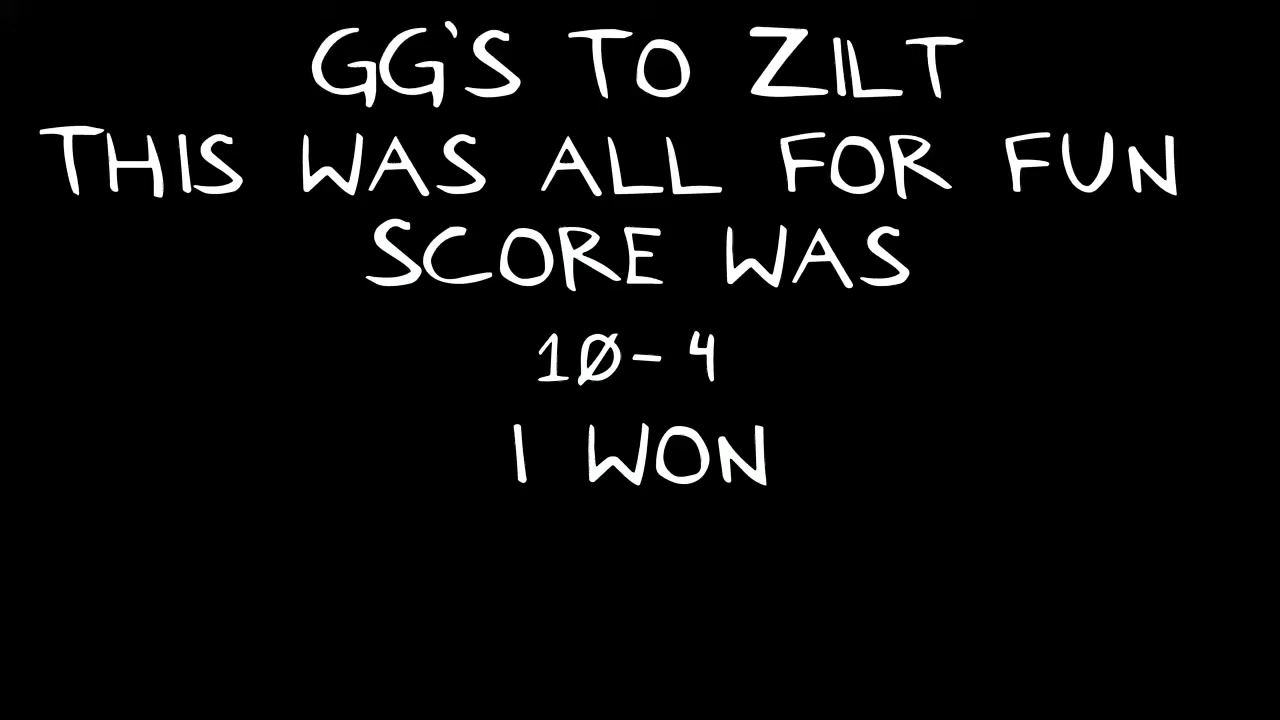 GG'S TO ZILT
THIS WAS ALL FOR FUN
SCORE WAS
10- 4
I WON